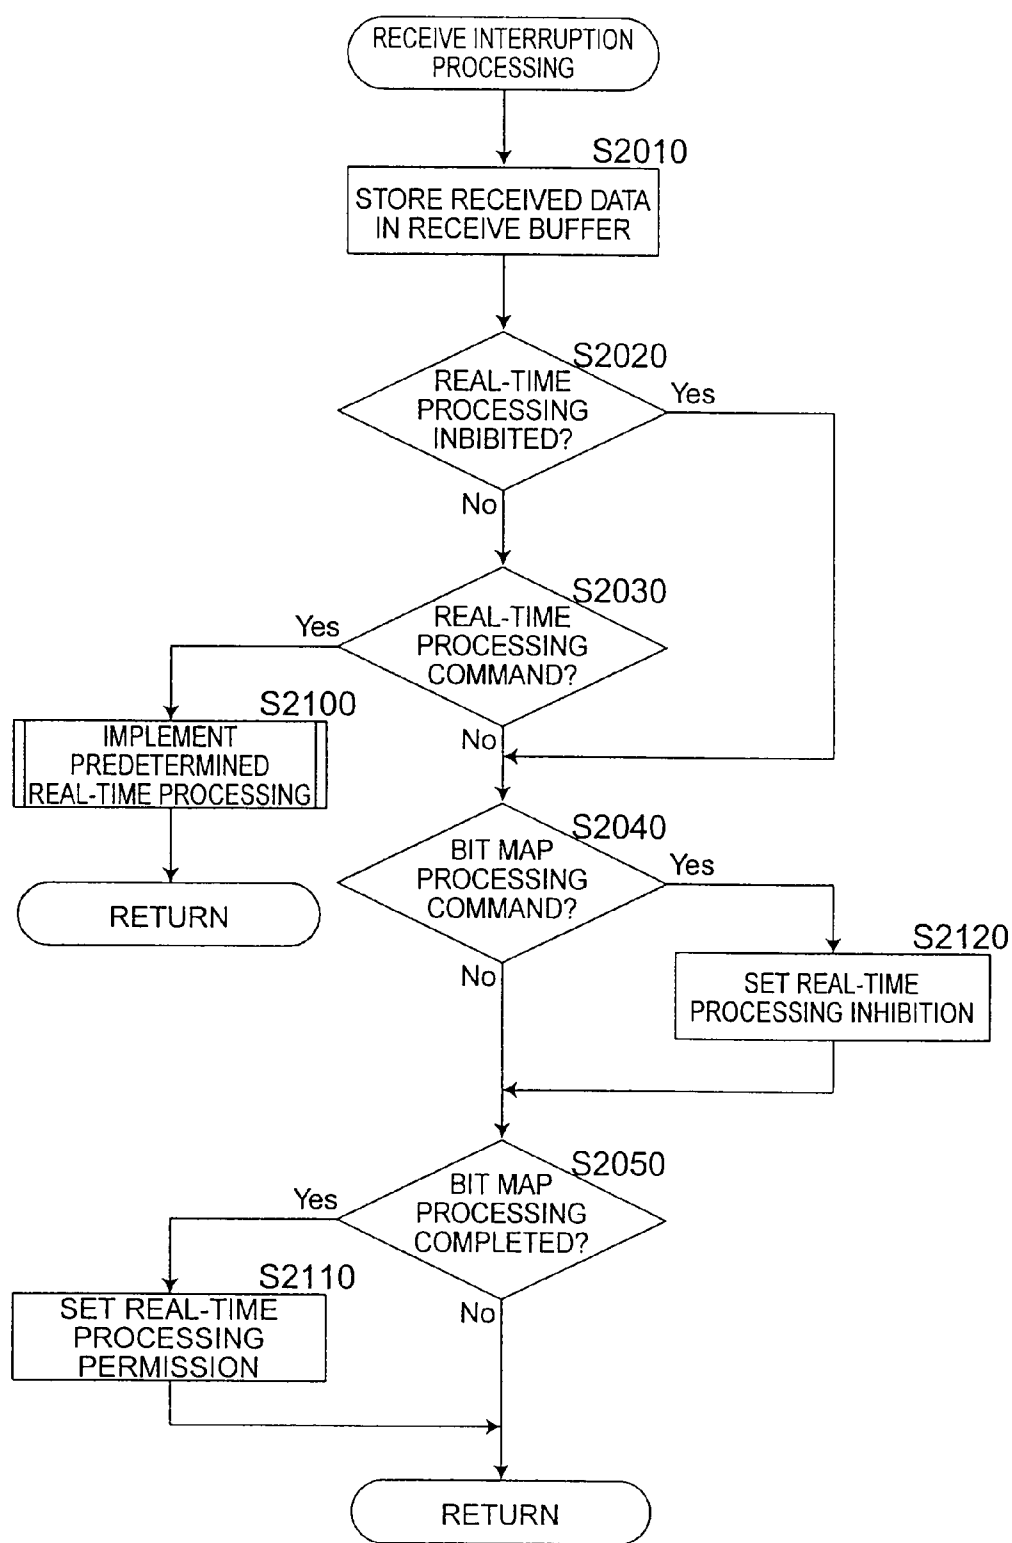 RECEIVE INTERRUPTION
PROCESSING
S2010
STORE RECEIVED DATA
IN RECEIVE BUFFER
S2020
REAL-TIME
PROCESSING
INBIBITED?
Yes
No
S2030
REAL-TIME
PROCESSING
COMMAND?
Yes
No
S2100
IMPLEMENT
PREDETERMINED
REAL-TIME PROCESSING
RETURN
S2040
BIT MAP
PROCESSING
COMMAND?
Yes
No
S2120
SET REAL-TIME
PROCESSING INHIBITION
S2050
BIT MAP
PROCESSING
COMPLETED?
Yes
No
S2110
SET REAL-TIME
PROCESSING
PERMISSION
RETURN